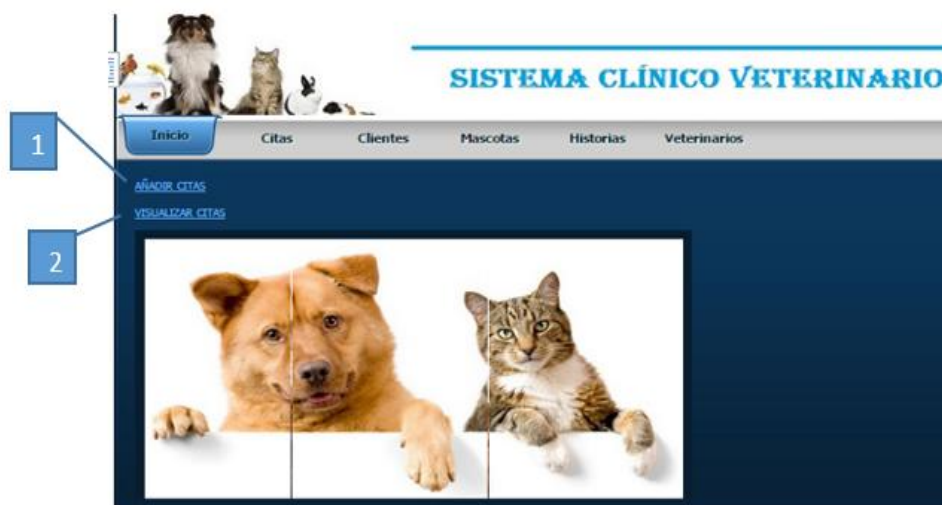 SISTEMA CLÍNICO VETERINARIO
Inicio Citas Clientes Mascotas Historias Veterinarios
1
AÑADIR CITAS
VISUALIZAR CITAS
2